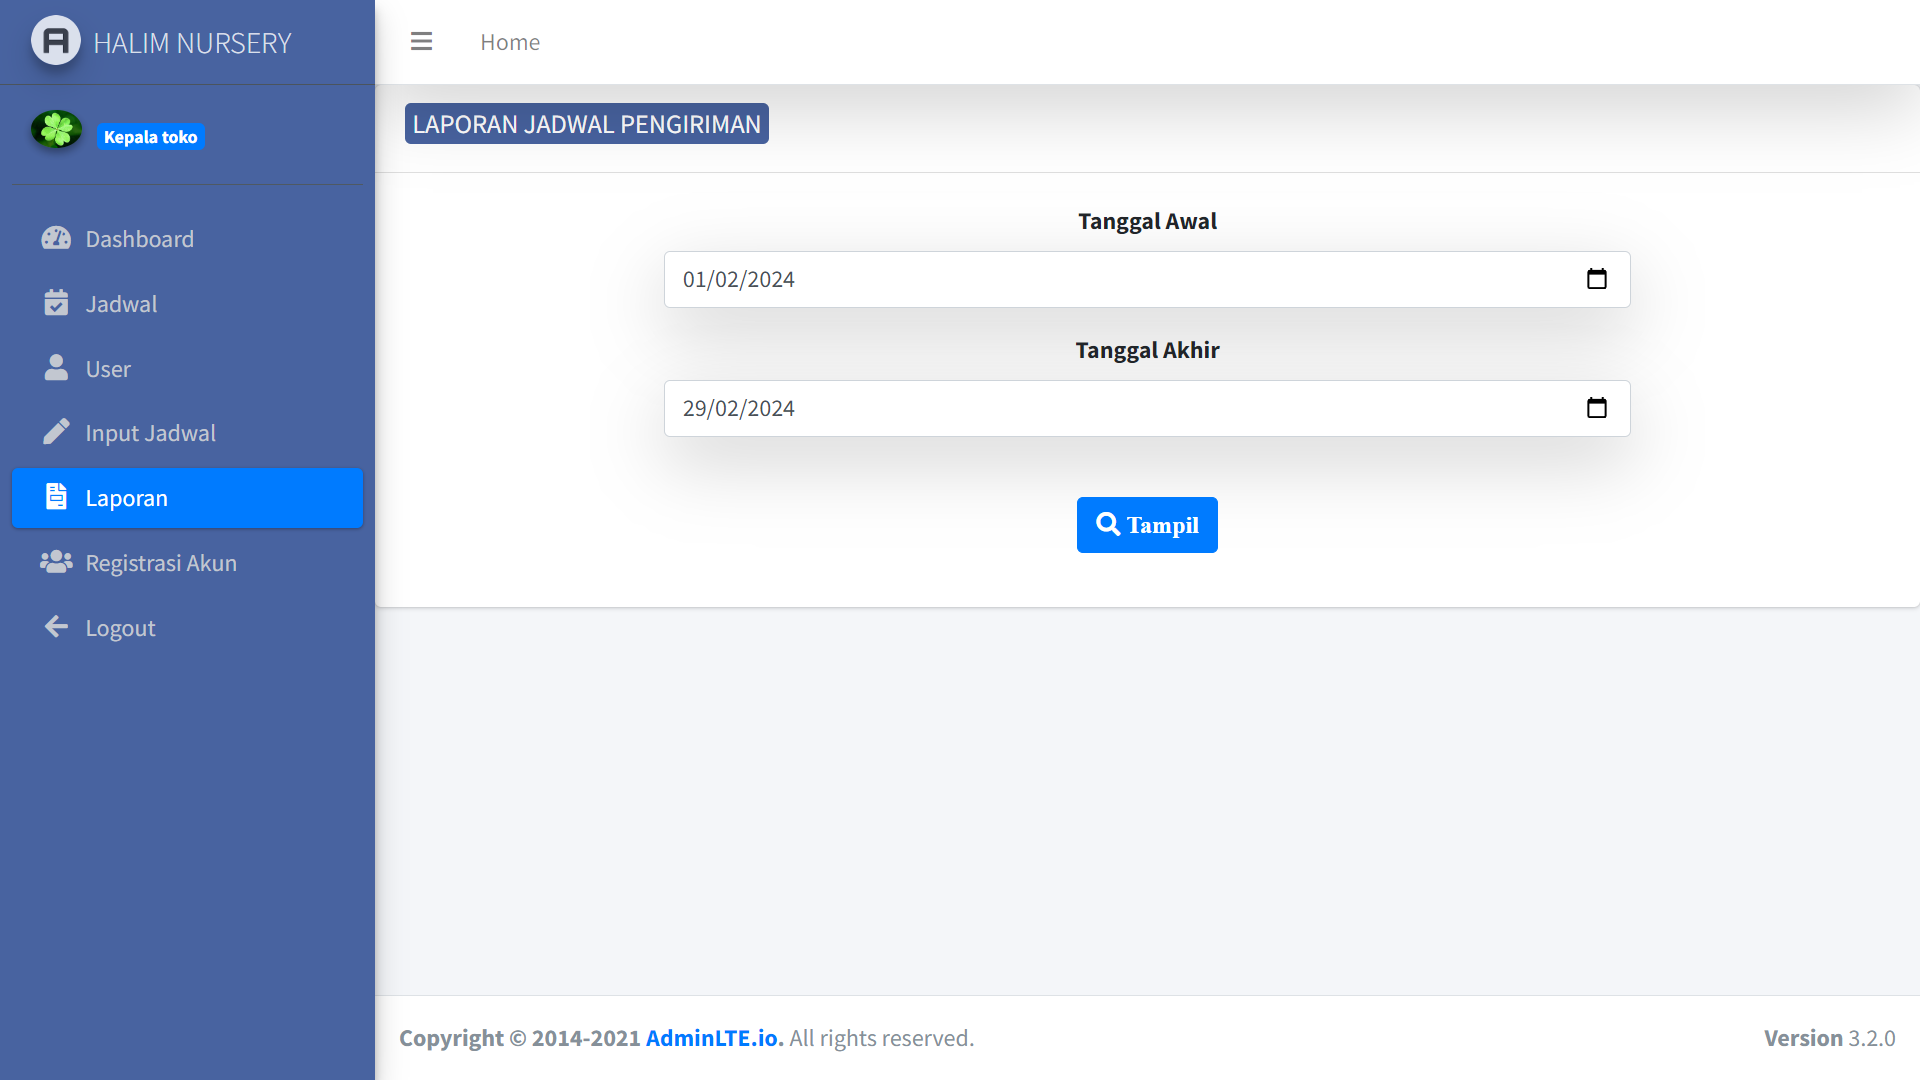 HALIM NURSERY
Kepala toko
Dashboard
Jadwal
User
Input Jadwal
Laporan
Registrasi Akun
Logout
Home
LAPORAN JADWAL PENGIRIMAN
Tanggal Awal
01/02/2024
Tanggal Akhir
29/02/2024
Tampil
Copyright © 2014-2021 AdminLTE.io. All rights reserved.
Version 3.2.0